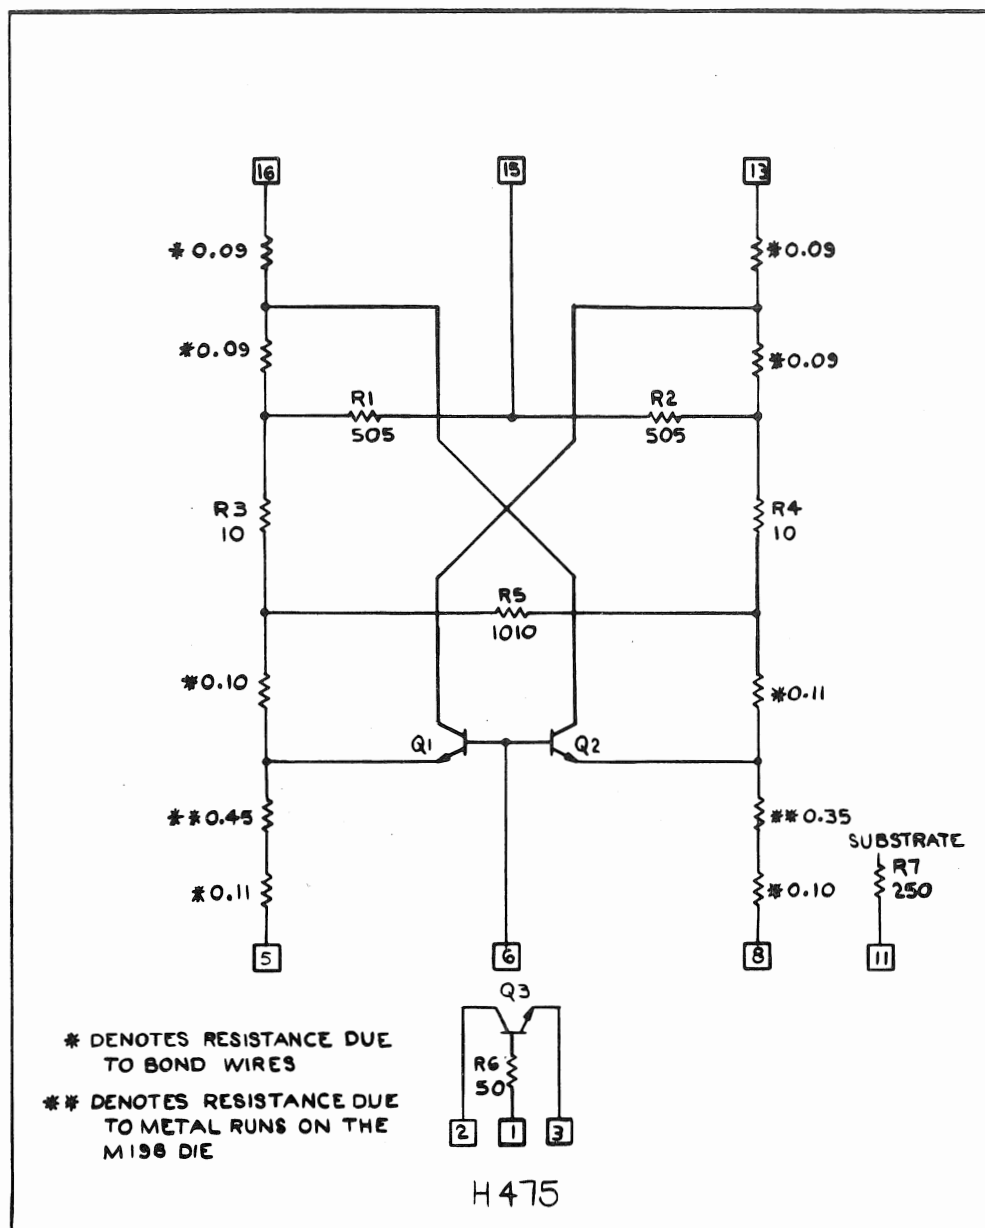 16 15 13
*0.09 *0.09
*0.09 *0.09
R1 R2
505 505
R3 R4
10 10
R5
1010
*0.10 *0.11
Q1 Q2
**0.45 **0.35
SUBSTRATE
R7
*0.11 *0.10 250
5 6 8 11
Q3
* DENOTES RESISTANCE DUE
TO BOND WIRES
R6
50
** DENOTES RESISTANCE DUE
TO METAL RUNS ON THE
M198 DIE
2 1 3
H475